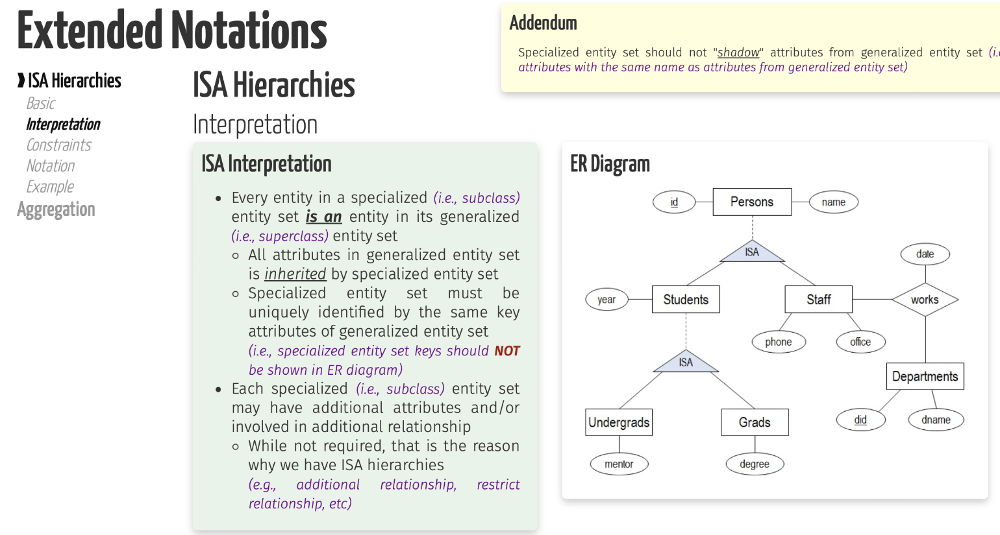 Extended Notations
ISA Hierarchies
Basic
Interpretation
Constraints
Notation
Example
Aggregation
Addendum
Specialized entity set should not "shadow" attributes from generalized entity set (i.e
attributes with the same name as attributes from generalized entity set)
ISA Hierarchies
Interpretation
ISA Interpretation
• Every entity in a specialized (i.e., subclass)
entity set is an entity in its generalized
(i.e., superclass) entity set
○ All attributes in generalized entity set
is inherited by specialized entity set
○ Specialized entity set must be
uniquely identified by the same key
attributes of generalized entity set
(i.e., specialized entity set keys should NOT
be shown in ER diagram)
• Each specialized (i.e., subclass) entity set
may have additional attributes and/or
involved in additional relationship
○ While not required, that is the reason
why we have ISA hierarchies
(e.g., additional relationship, restrict
relationship, etc)
ER Diagram
id
Persons
name
ISA
date
year
Students
Staff
works
phone
office
ISA
Departments
Undergrads
Grads
did
dname
mentor
degree